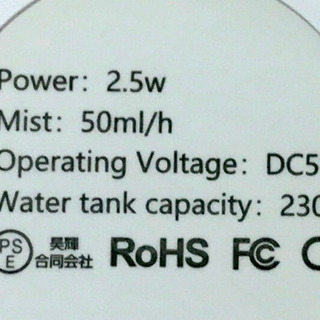 Power: 2.5w
Mist: 50ml/h
Operating Voltage: DC5
Water tank capacity: 230
PS E 昊輝 合同会社 RoHS FC